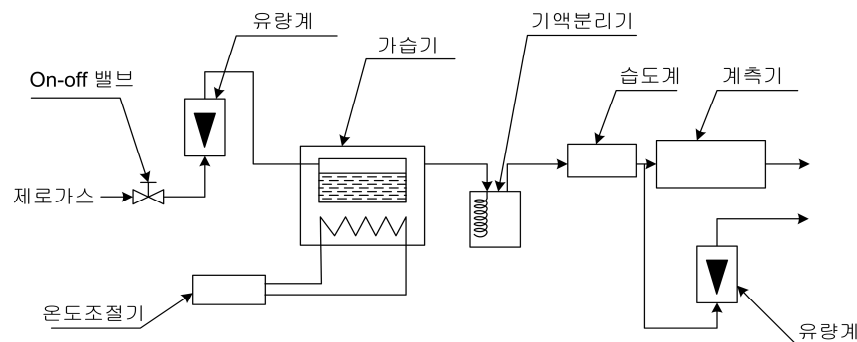 유량계
가습기
기액분리기
On-off 밸브
습도계
계측기
제로가스
온도조절기
유량계